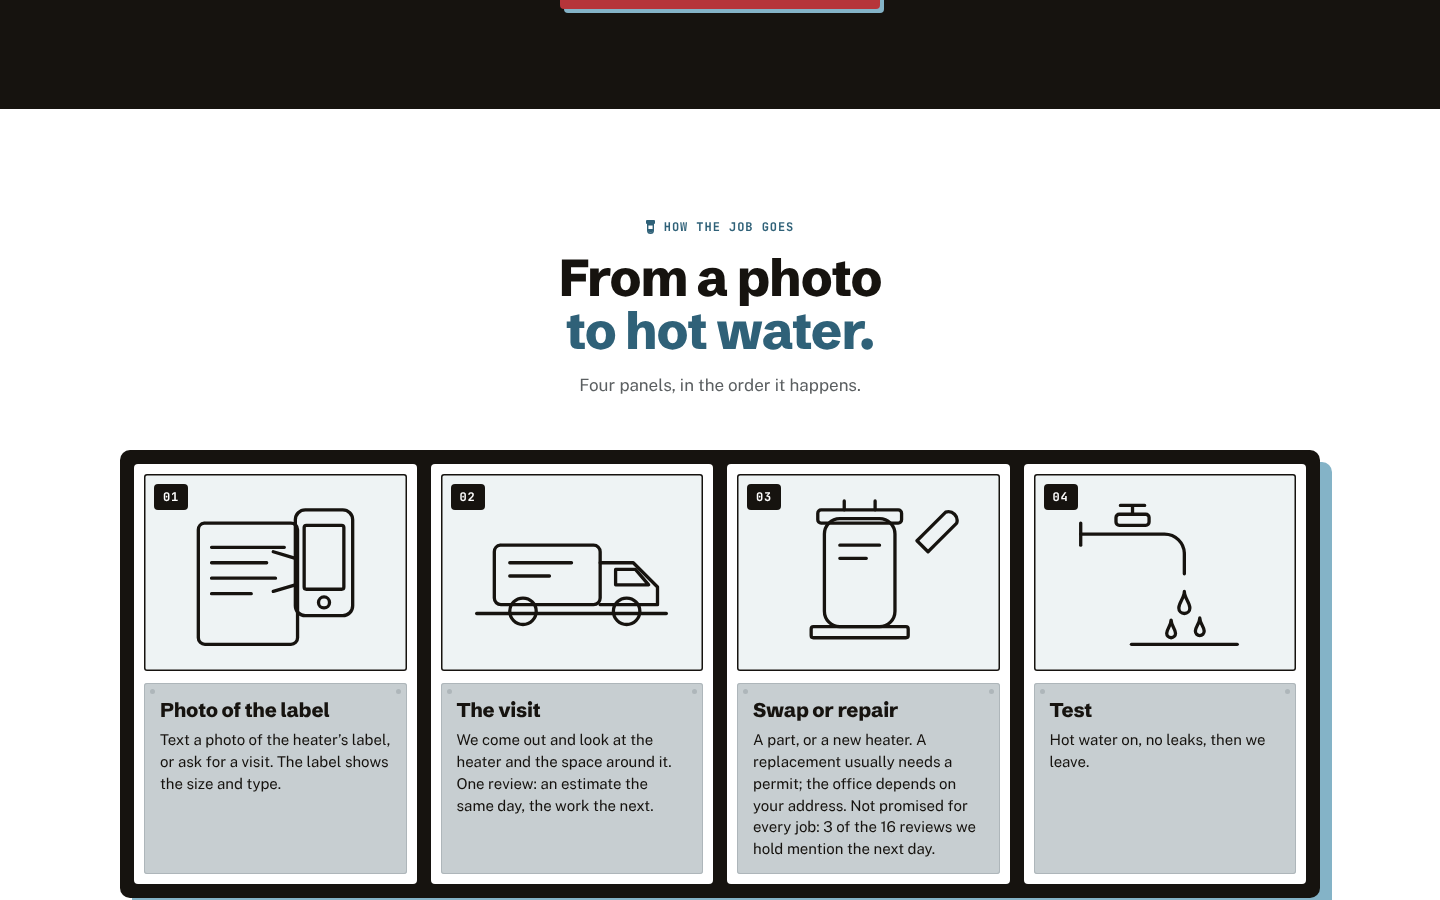 HOW THE JOB GOES
From a photo
to hot water.
Four panels, in the order it happens.
01
02
03
04
Photo of the label
Text a photo of the heater’s label,
or ask for a visit. The label shows
the size and type.
The visit
We come out and look at the
heater and the space around it.
One review: an estimate the
same day, the work the next.
Swap or repair
A part, or a new heater. A
replacement usually needs a
permit; the office depends on
your address. Not promised for
every job: 3 of the 16 reviews we
hold mention the next day.
Test
Hot water on, no leaks, then we
leave.